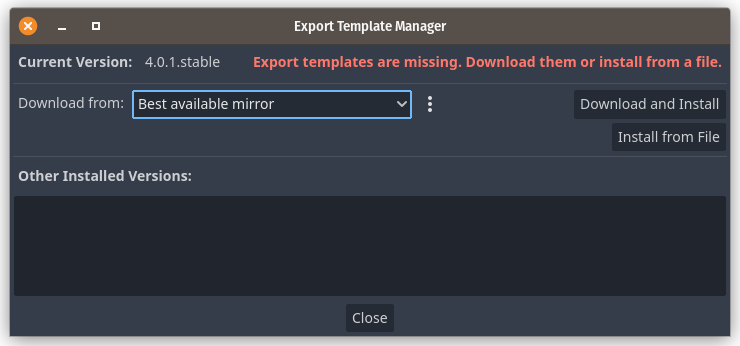 Export Template Manager
Current Version: 4.0.1.stable Export templates are missing. Download them or install from a file.
Download from: Best available mirror Download and Install
Install from File
Other Installed Versions:
Close